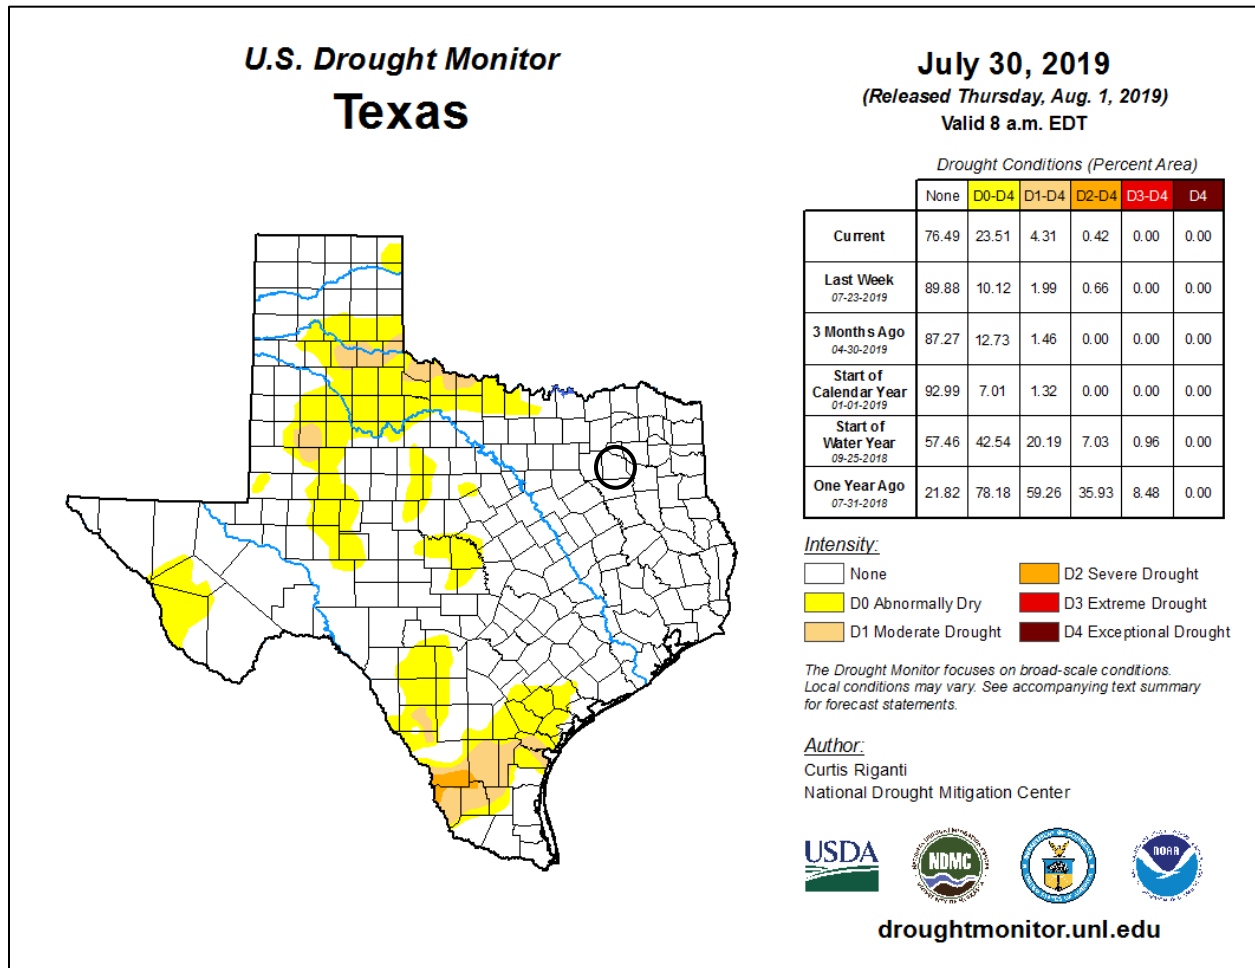 U.S. Drought Monitor
Texas
July 30, 2019
(Released Thursday, Aug. 1, 2019)
Valid 8 a.m. EDT
Drought Conditions (Percent Area)
None D0-D4 D1-D4 D2-D4 D3-D4 D4
Current 76.49 23.51 4.31 0.42 0.00 0.00
Last Week
07-23-2019
89.88 10.12 1.99 0.66 0.00 0.00
3 Months Ago
04-30-2019
87.27 12.73 1.46 0.00 0.00 0.00
Start of
Calendar Year
01-01-2019
92.99 7.01 1.32 0.00 0.00 0.00
Start of
Water Year
09-25-2018
57.46 42.54 20.19 7.03 0.96 0.00
One Year Ago
07-31-2018
21.82 78.18 59.26 35.93 8.48 0.00
Intensity:
None
D0 Abnormally Dry
D1 Moderate Drought
D2 Severe Drought
D3 Extreme Drought
D4 Exceptional Drought
The Drought Monitor focuses on broad-scale conditions.
Local conditions may vary. See accompanying text summary
for forecast statements.
Author:
Curtis Riganti
National Drought Mitigation Center
USDA
NDMC
NOAA
droughtmonitor.unl.edu